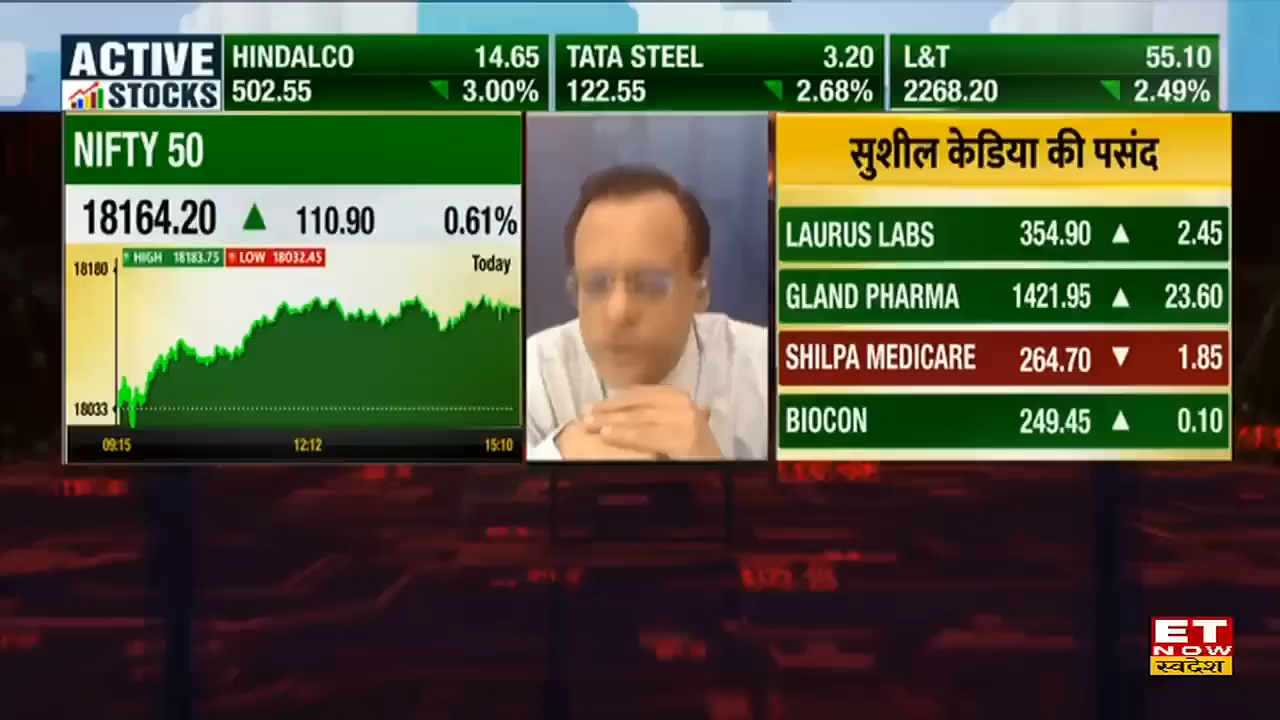 ACTIVE STOCKS
HINDALCO 14.65
502.55 3.00%
TATA STEEL 3.20
122.55 2.68%
L&T 55.10
2268.20 2.49%
NIFTY 50
18164.20 ▲ 110.90 0.61%
HIGH 18183.75 LOW 18032.45
Today
18180
18033
09:15 12:12 15:10
सुशील केडिया की पसंद
LAURUS LABS 354.90 ▲ 2.45
GLAND PHARMA 1421.95 ▲ 23.60
SHILPA MEDICARE 264.70 ▼ 1.85
BIOCON 249.45 ▲ 0.10
ET
NOW
स्वदेश